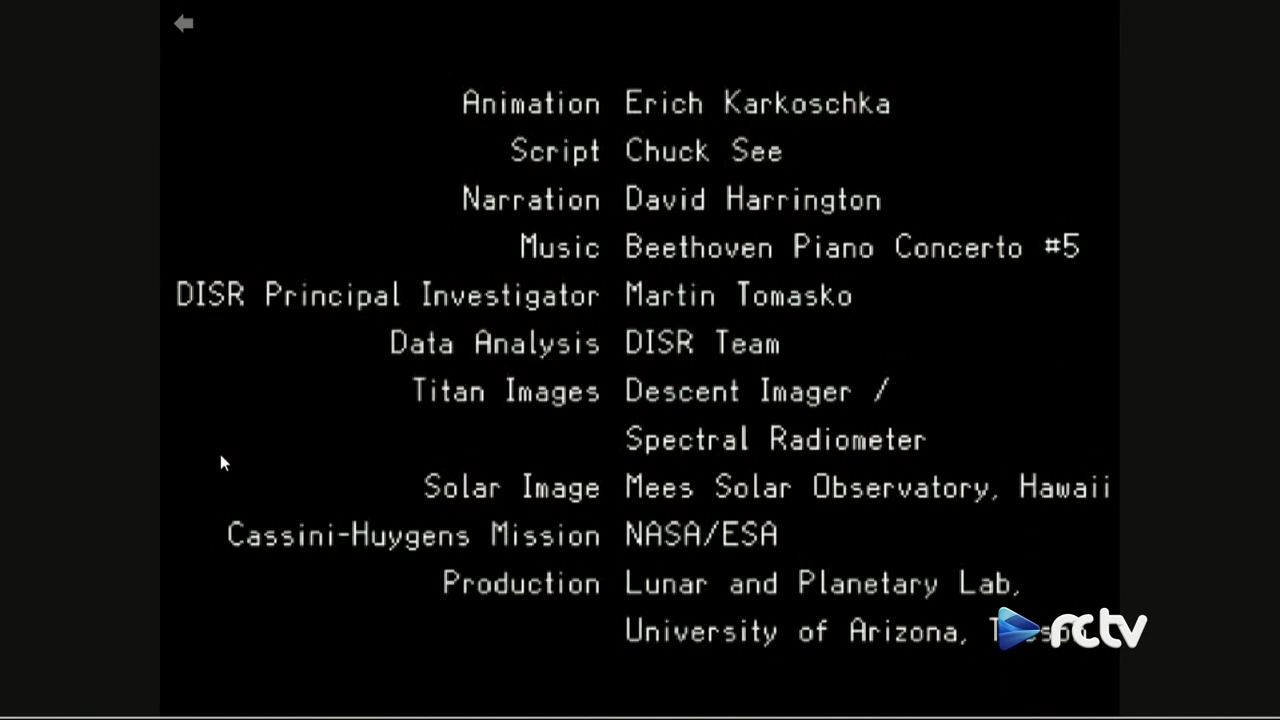 Animation Erich Karkoschka
Script Chuck See
Narration David Harrington
Music Beethoven Piano Concerto #5
DISR Principal Investigator Martin Tomasko
Data Analysis DISR Team
Titan Images Descent Imager /
Spectral Radiometer
Solar Image Mees Solar Observatory, Hawaii
Cassini-Huygens Mission NASA/ESA
Production Lunar and Planetary Lab,
University of Arizona,
rctv